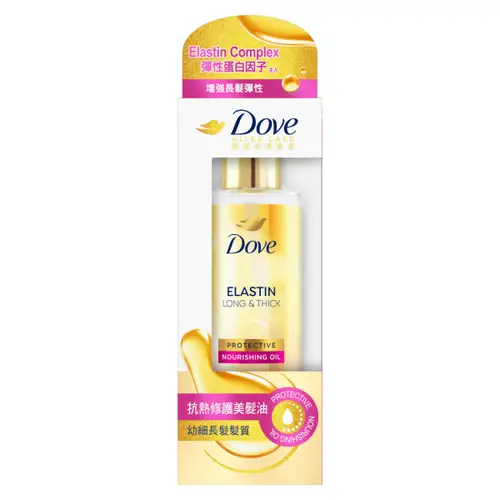 Elastin Complex
彈性蛋白因子
增強長髮彈性
Dove
ULTRA CARE
Dove
ELASTIN
LONG & THICK
PROTECTIVE
NOURISHING OIL
抗熱修護美髮油
幼細長髮髮質
PROTECTIVE
NOURISHING OIL